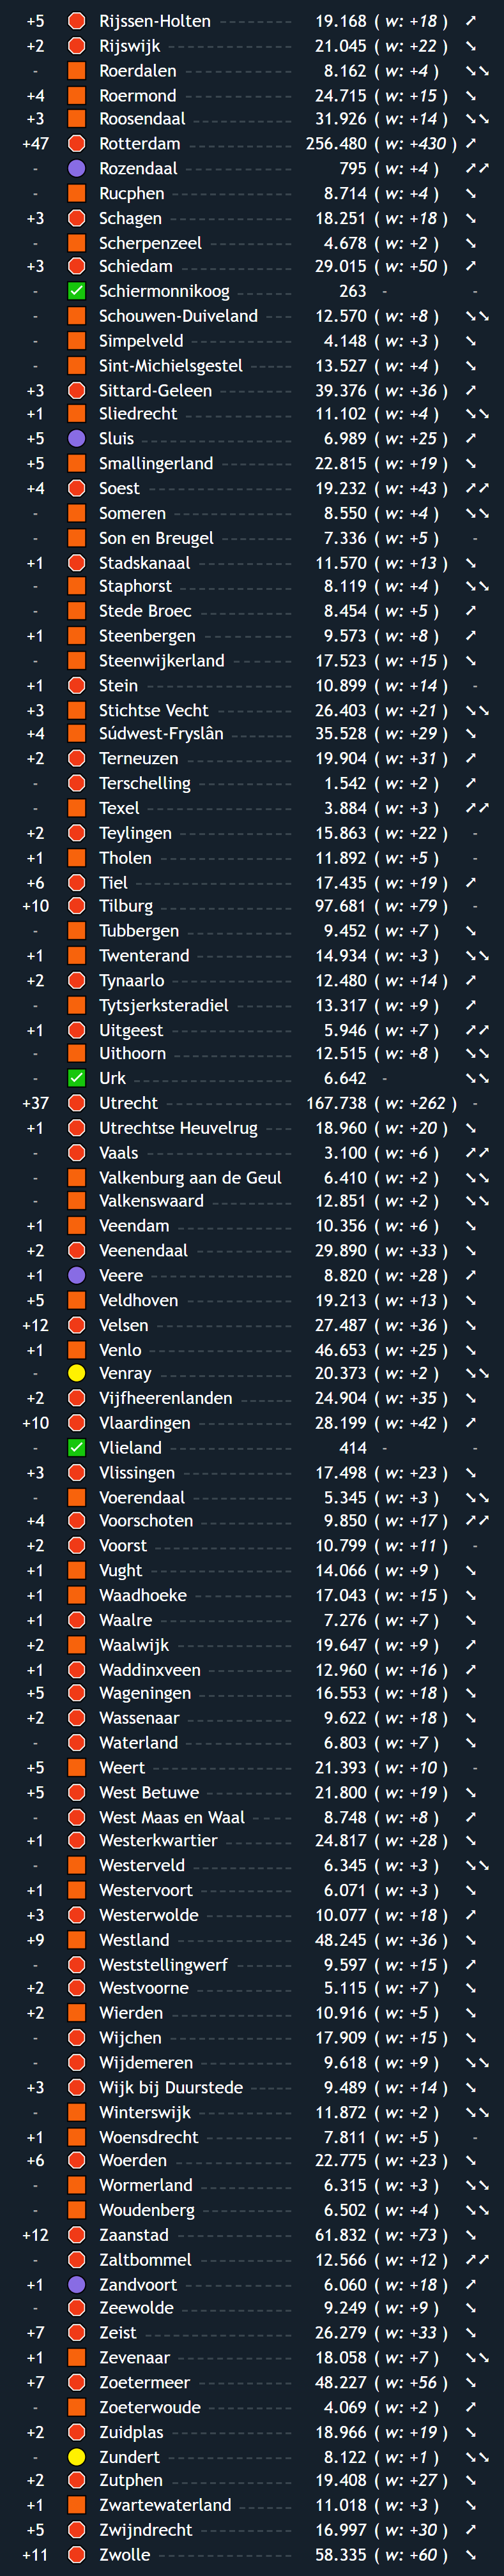 +5 Rijssen-Holten 19.168 ( w: +18 ) ➚
+2 Rijswijk 21.045 ( w: +22 ) ➘
- Roerdalen 8.162 ( w: +4 ) ➘➘
+4 Roermond 24.715 ( w: +15 ) ➘
+3 Roosendaal 31.926 ( w: +14 ) ➘➘
+47 Rotterdam 256.480 ( w: +430 ) ➚
- Rozendaal 795 ( w: +4 ) ➚➚
- Rucphen 8.714 ( w: +4 ) ➘
+3 Schagen 18.251 ( w: +18 ) ➘
- Scherpenzeel 4.678 ( w: +2 ) ➘
+3 Schiedam 29.015 ( w: +50 ) ➚
- Schiermonnikoog 263 - -
- Schouwen-Duiveland 12.570 ( w: +8 ) ➘➘
- Simpelveld 4.148 ( w: +3 ) ➘
- Sint-Michielsgestel 13.527 ( w: +4 ) ➘
+3 Sittard-Geleen 39.376 ( w: +36 ) ➚
+1 Sliedrecht 11.102 ( w: +4 ) ➘➘
+5 Sluis 6.989 ( w: +25 ) ➚
+5 Smallingerland 22.815 ( w: +19 ) ➘
+4 Soest 19.232 ( w: +43 ) ➚➚
- Someren 8.550 ( w: +4 ) ➘➘
- Son en Breugel 7.336 ( w: +5 ) -
+1 Stadskanaal 11.570 ( w: +13 ) ➘
- Staphorst 8.119 ( w: +4 ) ➘➘
- Stede Broec 8.454 ( w: +5 ) ➚
+1 Steenbergen 9.573 ( w: +8 ) ➚
- Steenwijkerland 17.523 ( w: +15 ) ➘
+1 Stein 10.899 ( w: +14 ) -
+3 Stichtse Vecht 26.403 ( w: +21 ) ➘➘
+4 Súdwest-Fryslân 35.528 ( w: +29 ) ➘
+2 Terneuzen 19.904 ( w: +31 ) ➚
- Terschelling 1.542 ( w: +2 ) ➚
- Texel 3.884 ( w: +3 ) ➚➚
+2 Teylingen 15.863 ( w: +22 ) -
+1 Tholen 11.892 ( w: +5 ) -
+6 Tiel 17.435 ( w: +19 ) ➚
+10 Tilburg 97.681 ( w: +79 ) -
- Tubbergen 9.452 ( w: +7 ) ➘
+1 Twenterand 14.934 ( w: +3 ) ➘➘
+2 Tynaarlo 12.480 ( w: +14 ) ➚
- Tytsjerksteradiel 13.317 ( w: +9 ) ➚
+1 Uitgeest 5.946 ( w: +7 ) ➚➚
- Uithoorn 12.515 ( w: +8 ) ➘➘
- Urk 6.642 - ➘➘
+37 Utrecht 167.738 ( w: +262 ) -
+1 Utrechtse Heuvelrug 18.960 ( w: +20 ) ➘
- Vaals 3.100 ( w: +6 ) ➚➚
- Valkenburg aan de Geul 6.410 ( w: +2 ) ➘➘
- Valkenswaard 12.851 ( w: +2 ) ➘➘
+1 Veendam 10.356 ( w: +6 ) ➘
+2 Veenendaal 29.890 ( w: +33 ) ➘
+1 Veere 8.820 ( w: +28 ) ➚
+5 Veldhoven 19.213 ( w: +13 ) ➘
+12 Velsen 27.487 ( w: +36 ) ➘
+1 Venlo 46.653 ( w: +25 ) ➘
- Venray 20.373 ( w: +2 ) ➘➘
+2 Vijfheerenlanden 24.904 ( w: +35 ) ➘
+10 Vlaardingen 28.199 ( w: +42 ) ➚
- Vlieland 414 - -
+3 Vlissingen 17.498 ( w: +23 ) ➘
- Voerendaal 5.345 ( w: +3 ) ➘➘
+4 Voorschoten 9.850 ( w: +17 ) ➚➚
+2 Voorst 10.799 ( w: +11 ) -
+1 Vught 14.066 ( w: +9 ) ➘
+1 Waadhoeke 17.043 ( w: +15 ) ➘
+1 Waalre 7.276 ( w: +7 ) ➘
+2 Waalwijk 19.647 ( w: +9 ) ➚
+1 Waddinxveen 12.960 ( w: +16 ) ➚
+5 Wageningen 16.553 ( w: +18 ) ➘
+2 Wassenaar 9.622 ( w: +18 ) ➘
- Waterland 6.803 ( w: +7 ) ➘
+5 Weert 21.393 ( w: +10 ) -
+5 West Betuwe 21.800 ( w: +19 ) ➘
- West Maas en Waal 8.748 ( w: +8 ) ➚
+1 Westerkwartier 24.817 ( w: +28 ) ➘
- Westerveld 6.345 ( w: +3 ) ➘➘
+1 Westervoort 6.071 ( w: +3 ) ➘
+3 Westerwolde 10.077 ( w: +18 ) ➚
+9 Westland 48.245 ( w: +36 ) ➘
- Weststellingwerf 9.597 ( w: +15 ) ➚
+2 Westvoorne 5.115 ( w: +7 ) ➘
+2 Wierden 10.916 ( w: +5 ) ➘
- Wijchen 17.909 ( w: +15 ) ➘
- Wijdemeren 9.618 ( w: +9 ) ➘➘
+3 Wijk bij Duurstede 9.489 ( w: +14 ) ➘
- Winterswijk 11.872 ( w: +2 ) ➘➘
+1 Woensdrecht 7.811 ( w: +5 ) -
+6 Woerden 22.775 ( w: +23 ) ➘
- Wormerland 6.315 ( w: +3 ) ➘➘
- Woudenberg 6.502 ( w: +4 ) ➘➘
+12 Zaanstad 61.832 ( w: +73 ) ➘
- Zaltbommel 12.566 ( w: +12 ) ➚➚
+1 Zandvoort 6.060 ( w: +18 ) ➚
- Zeewolde 9.249 ( w: +9 ) ➘
+7 Zeist 26.279 ( w: +33 ) ➘
+1 Zevenaar 18.058 ( w: +7 ) ➘➘
+7 Zoetermeer 48.227 ( w: +56 ) ➘
- Zoeterwoude 4.069 ( w: +2 ) ➚
+2 Zuidplas 18.966 ( w: +19 ) ➘
- Zundert 8.122 ( w: +1 ) ➘➘
+2 Zutphen 19.408 ( w: +27 ) ➘
+1 Zwartewaterland 11.018 ( w: +3 ) ➘
+5 Zwijndrecht 16.997 ( w: +30 ) ➚
+11 Zwolle 58.335 ( w: +60 ) ➘